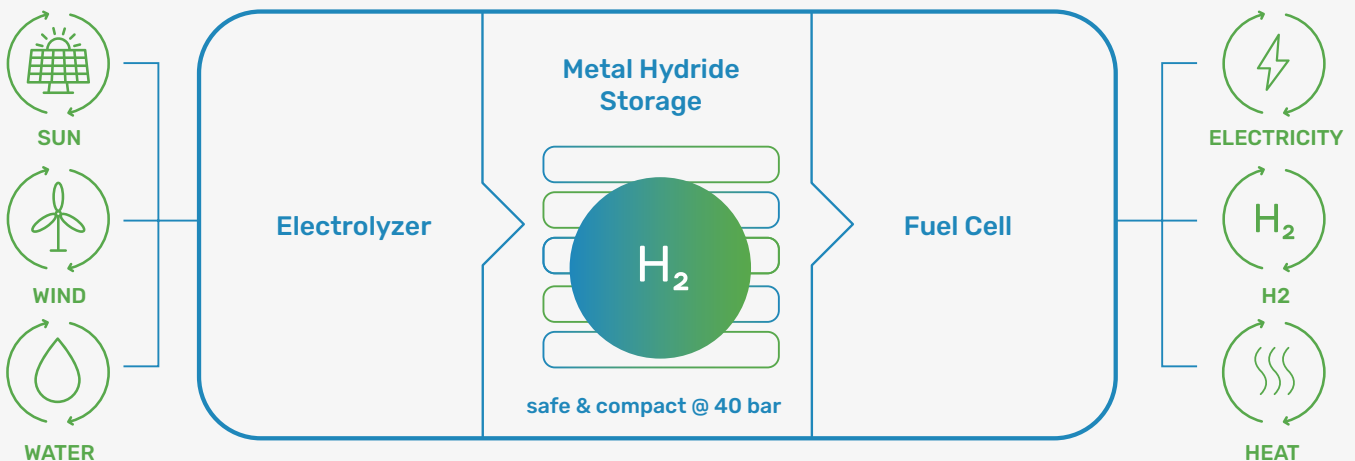 SUN
WIND
WATER
Electrolyzer
Metal Hydride
Storage
H₂
safe & compact @ 40 bar
Fuel Cell
ELECTRICITY
H₂
H2
HEAT